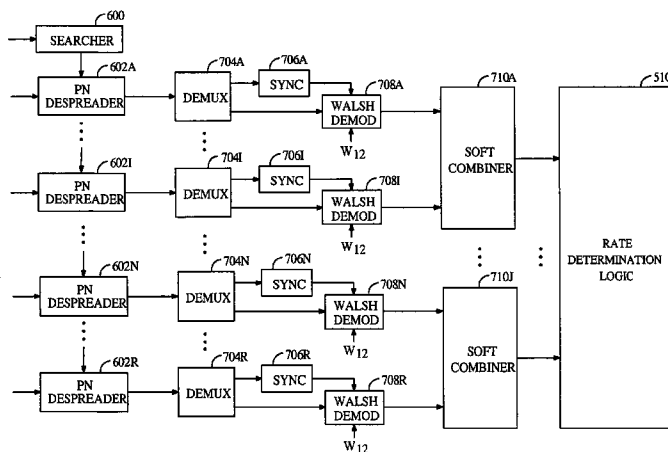 600
SEARCHER
602A
PN
DESPREADER
704A
DEMUX
706A
SYNC
708A
WALSH
DEMOD
W12
710A
SOFT
COMBINER
510
RATE
DETERMINATION
LOGIC
602I
PN
DESPREADER
704I
DEMUX
706I
SYNC
708I
WALSH
DEMOD
W12
602N
PN
DESPREADER
704N
DEMUX
706N
SYNC
708N
WALSH
DEMOD
W12
710J
SOFT
COMBINER
602R
PN
DESPREADER
704R
DEMUX
706R
SYNC
708R
WALSH
DEMOD
W12